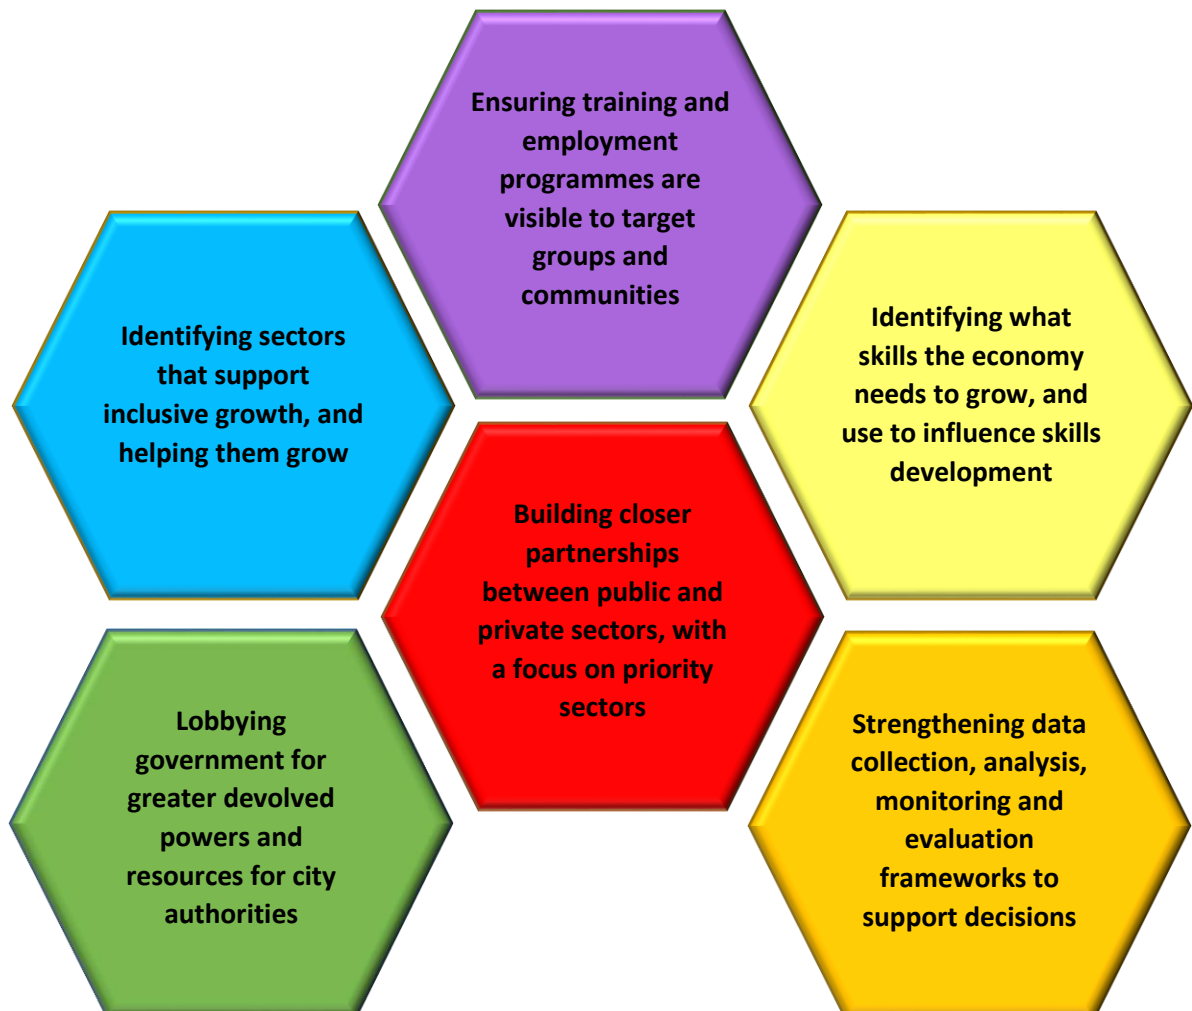 Ensuring training and
employment
programmes are
visible to target
groups and
communities
Identifying sectors
that support
inclusive growth, and
helping them grow
Identifying what
skills the economy
needs to grow, and
use to influence skills
development
Building closer
partnerships
between public and
private sectors, with
a focus on priority
sectors
Lobbying
government for
greater devolved
powers and
resources for city
authorities
Strengthening data
collection, analysis,
monitoring and
evaluation
frameworks to
support decisions